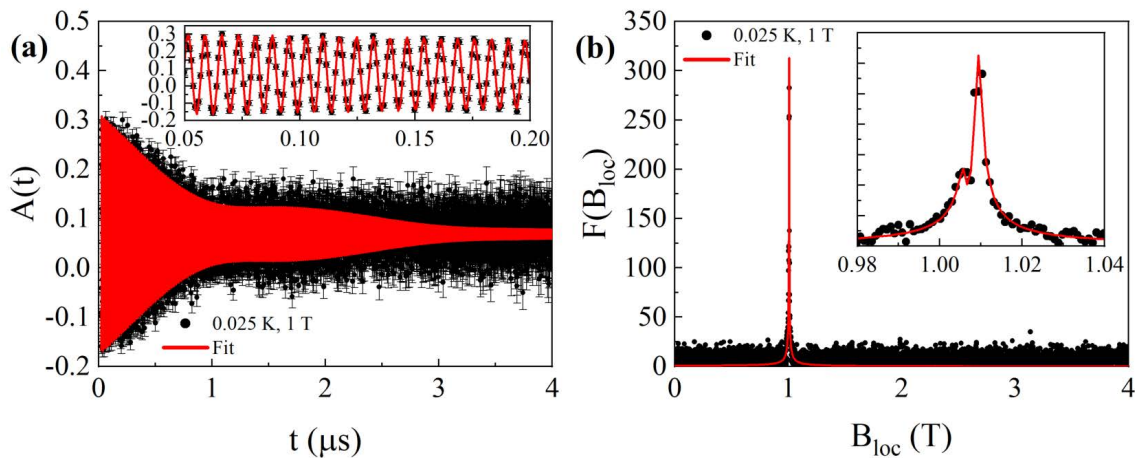 (a)
0.5
0.4
0.3
0.2
0.1
0.0
-0.1
-0.2
A(t)
0.3
0.2
0.1
0.0
-0.1
-0.2
0.05 0.10 0.15 0.20
0.025 K, 1 T
Fit
0 1 2 3 4
t (μs)
(b)
350
300
250
200
150
100
50
0
F(B_loc)
0.025 K, 1 T
Fit
0.98 1.00 1.02 1.04
0 1 2 3 4
B_loc (T)